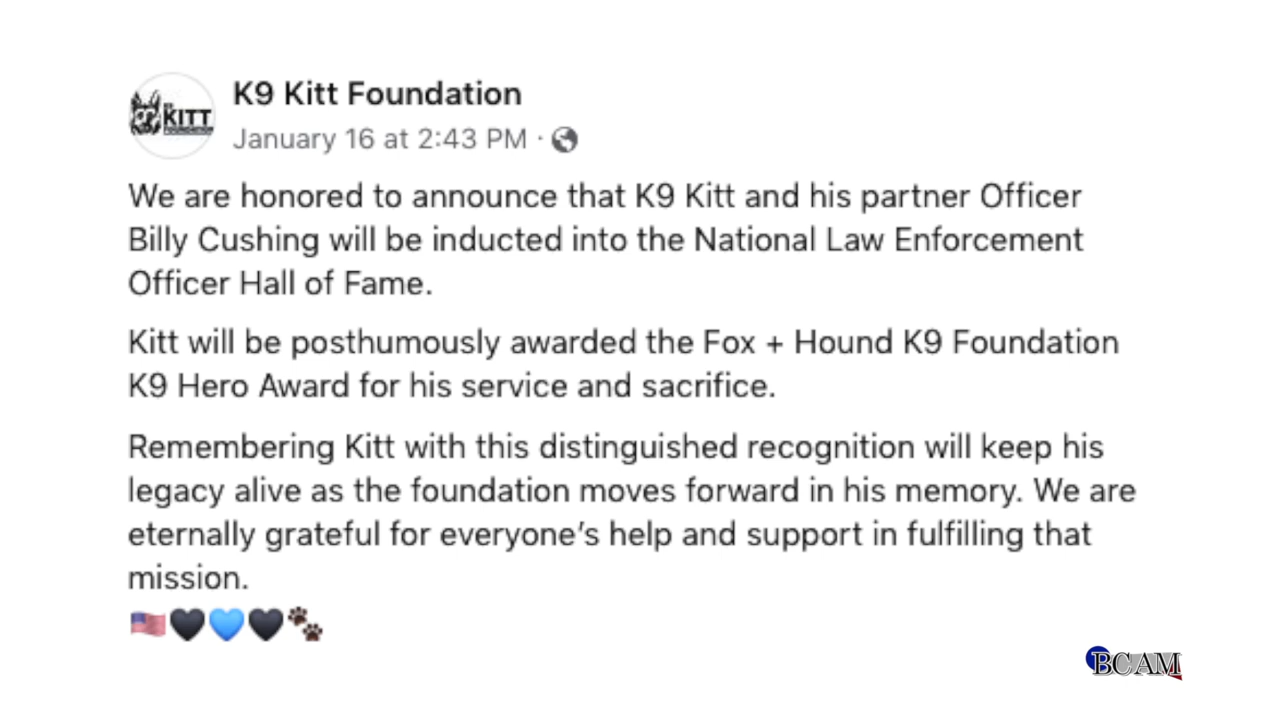 K9 Kitt Foundation
January 16 at 2:43 PM ·
We are honored to announce that K9 Kitt and his partner Officer
Billy Cushing will be inducted into the National Law Enforcement
Officer Hall of Fame.
Kitt will be posthumously awarded the Fox + Hound K9 Foundation
K9 Hero Award for his service and sacrifice.
Remembering Kitt with this distinguished recognition will keep his
legacy alive as the foundation moves forward in his memory. We are
eternally grateful for everyone’s help and support in fulfilling that
mission.
🇺🇸🖤💙🖤🐾
KITT
FOUNDATION
BCAM